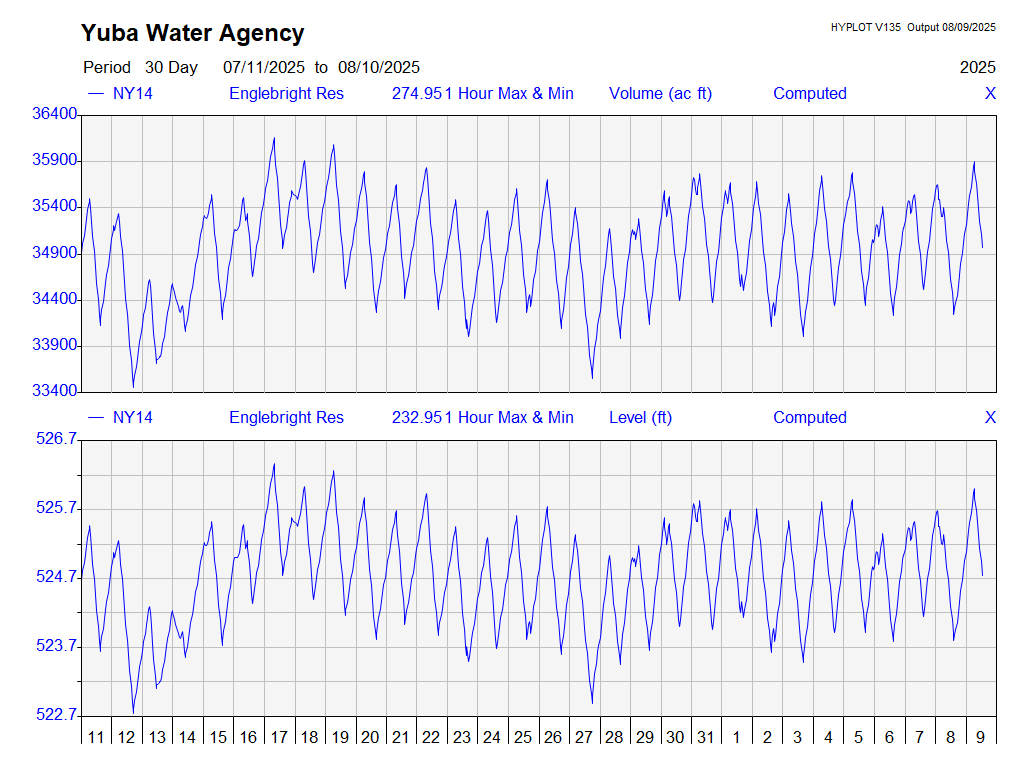 Yuba Water Agency
HYPLOT V135 Output 08/09/2025
Period 30 Day 07/11/2025 to 08/10/2025
2025
NY14 Englebright Res 274.951 Hour Max & Min Volume (ac ft) Computed X
36400
35900
35400
34900
34400
33900
33400
NY14 Englebright Res 232.951 Hour Max & Min Level (ft) Computed X
526.7
525.7
524.7
523.7
522.7
11 12 13 14 15 16 17 18 19 20 21 22 23 24 25 26 27 28 29 30 31 1 2 3 4 5 6 7 8 9